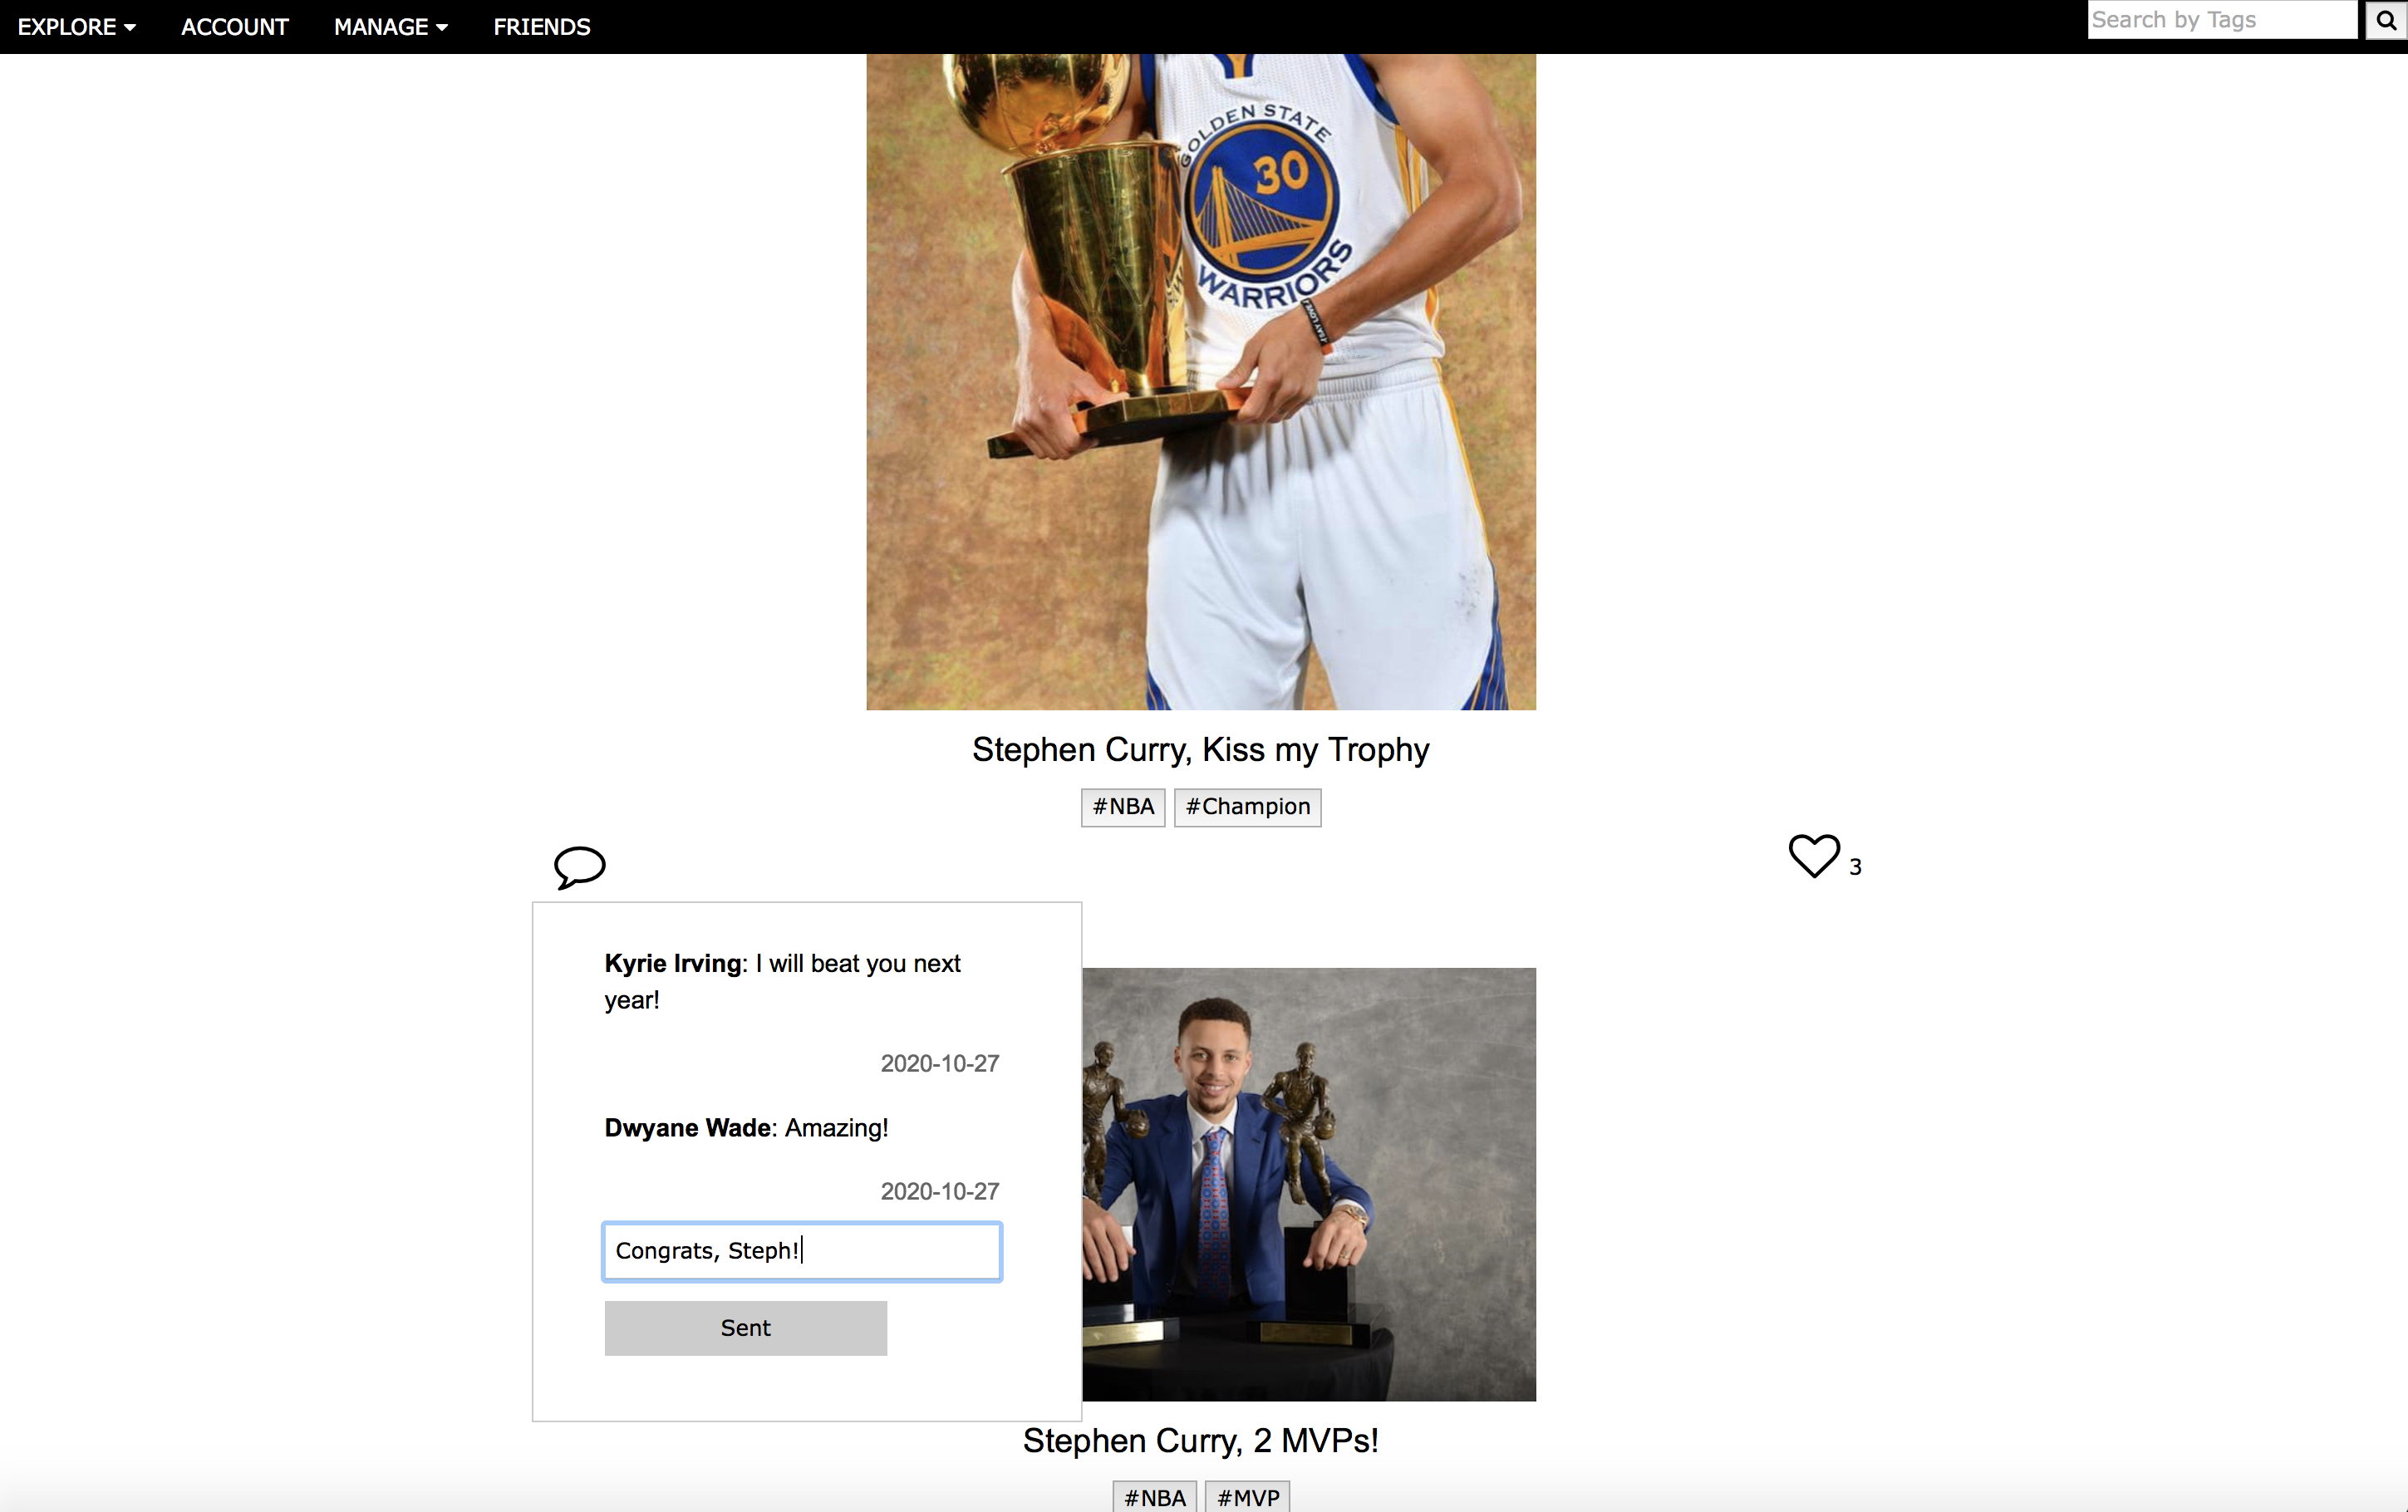 EXPLORE ACCOUNT MANAGE FRIENDS
Search by Tags
GOLDEN STATE
30
WARRIORS
Stephen Curry, Kiss my Trophy
#NBA #Champion
3
Kyrie Irving: I will beat you next
year!
2020-10-27
Dwyane Wade: Amazing!
2020-10-27
Congrats, Steph!
Sent
Stephen Curry, 2 MVPs!
#NBA #MVP